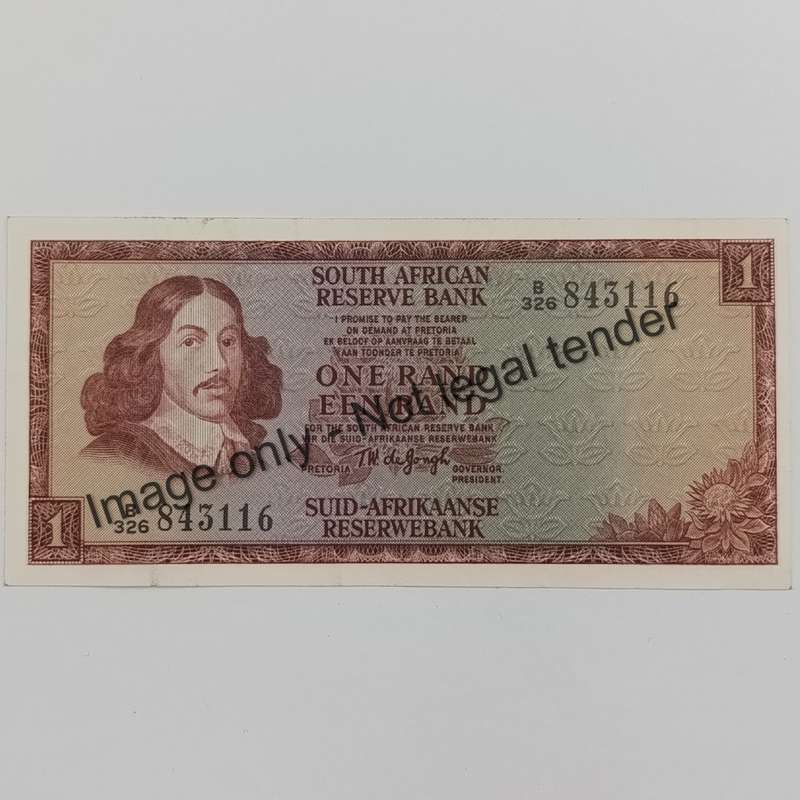 1
SOUTH AFRICAN
RESERVE BANK
B
326 843116
I PROMISE TO PAY THE BEARER
ON DEMAND AT PRETORIA
EK BELOOF OP AANVRAAG TE BETAAL
AAN TOONDER TE PRETORIA
ONE RAND
EEN RAND
FOR THE SOUTH AFRICAN RESERVE BANK
VIR DIE SUID-AFRIKAANSE RESERWEBANK
T.W. de Jongh
PRETORIA GOVERNOR.
PRESIDENT.
Image only - Not legal tender
B
326 843116
1
SUID-AFRIKAANSE
RESERWEBANK